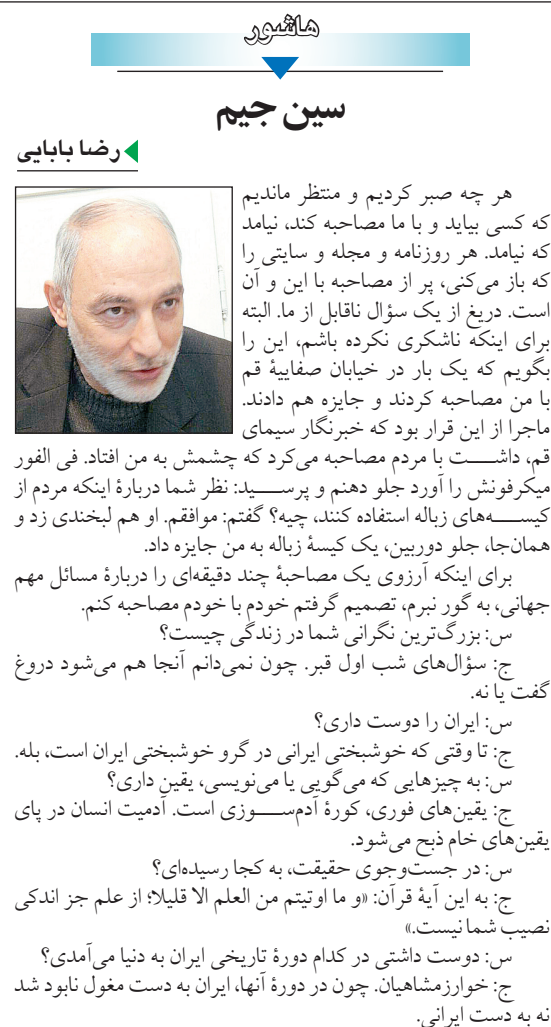 هاشور
سین جیم
رضا بابایی
هر چه صبر کردیم و منتظر ماندیم
که کسی بیاید و با ما مصاحبه کند، نیامد
که نیامد. هر روزنامه و مجله و سایتی را
که باز می‌کنی، پر از مصاحبه با این و آن
است. دریغ از یک سؤال ناقابل از ما. البته
برای اینکه ناشکری نکرده باشم، این را
بگویم که یک بار در خیابان صفاییهٔ قم
با من مصاحبه کردند و جایزه هم دادند.
ماجرا از این قرار بود که خبرنگار سیمای
قم، داشت با مردم مصاحبه می‌کرد که چشمش به من افتاد. فی الفور
میکرفونش را آورد جلو دهنم و پرسید: نظر شما دربارهٔ اینکه مردم از
کیسه‌های زباله استفاده کنند، چیه؟ گفتم: موافقم. او هم لبخندی زد و
همان‌جا، جلو دوربین، یک کیسهٔ زباله به من جایزه داد.
برای اینکه آرزوی یک مصاحبهٔ چند دقیقه‌ای را دربارهٔ مسائل مهم
جهانی، به گور نبرم، تصمیم گرفتم خودم با خودم مصاحبه کنم.
س: بزرگ‌ترین نگرانی شما در زندگی چیست؟
ج: سؤال‌های شب اول قبر. چون نمی‌دانم آنجا هم می‌شود دروغ
گفت یا نه.
س: ایران را دوست داری؟
ج: تا وقتی که خوشبختی ایرانی در گرو خوشبختی ایران است، بله.
س: به چیزهایی که می‌گویی یا می‌نویسی، یقین داری؟
ج: یقین‌های فوری، کورهٔ آدم‌سوزی است. آدمیت انسان در پای
یقین‌های خام ذبح می‌شود.
س: در جست‌وجوی حقیقت، به کجا رسیده‌ای؟
ج: به این آیهٔ قرآن: «و ما اوتیتم من العلم الا قلیلا؛ از علم جز اندکی
نصیب شما نیست.»
س: دوست داشتی در کدام دورهٔ تاریخی ایران به دنیا می‌آمدی؟
ج: خوارزمشاهیان. چون در دورهٔ آنها، ایران به دست مغول نابود شد
نه به دست ایرانی.